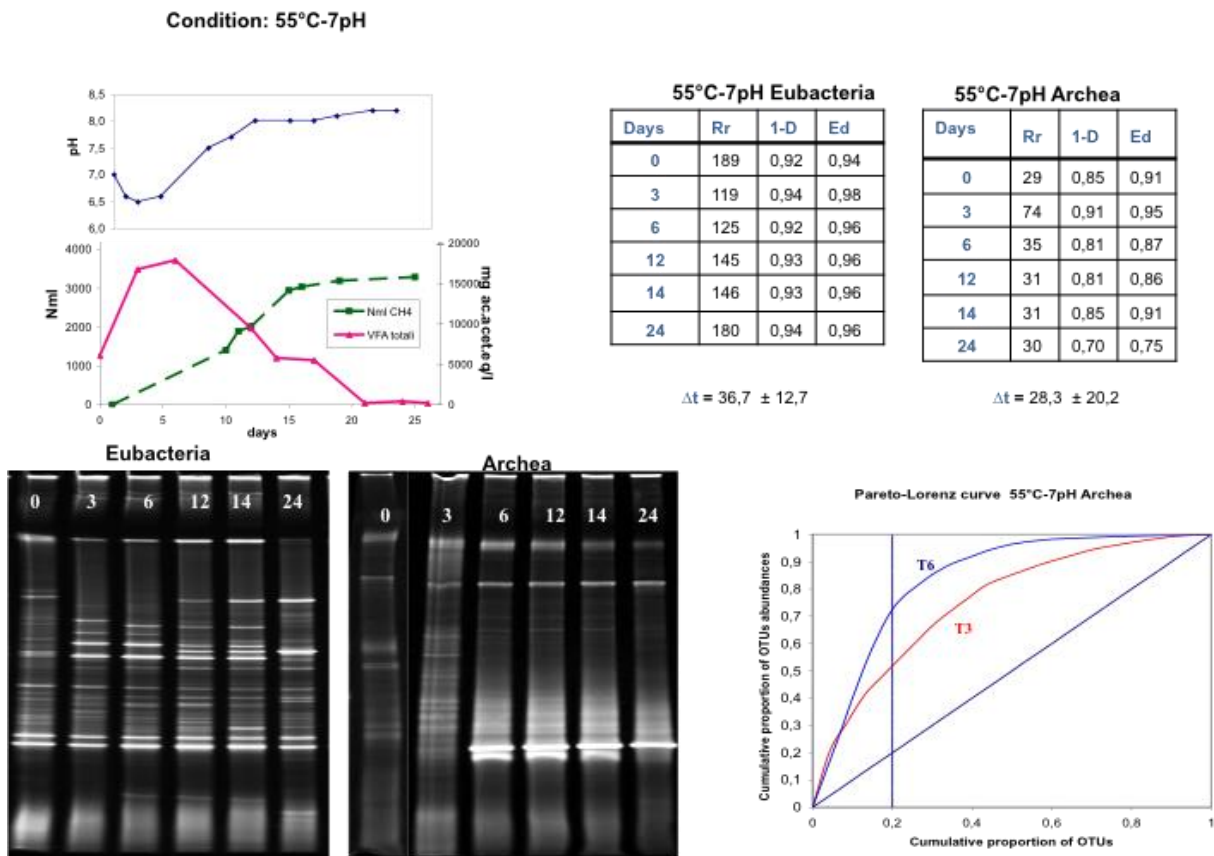 Condition: 55°C-7pH
8,5
8,0
7,5
7,0
6,5
6,0
pH
4000
3000
2000
1000
0
Nml
20000
15000
10000
5000
0
mg ac.acet.e q/l
Nml CH4
VFA totali
0 5 10 15 20 25
days
55°C-7pH Eubacteria
Days Rr 1-D Ed
0 189 0,92 0,94
3 119 0,94 0,98
6 125 0,92 0,96
12 145 0,93 0,96
14 146 0,93 0,96
24 180 0,94 0,96
Δt = 36,7 ± 12,7
55°C-7pH Archea
Days Rr 1-D Ed
0 29 0,85 0,91
3 74 0,91 0,95
6 35 0,81 0,87
12 31 0,81 0,86
14 31 0,85 0,91
24 30 0,70 0,75
Δt = 28,3 ± 20,2
Eubacteria
0 3 6 12 14 24
Archea
0 3 6 12 14 24
Pareto-Lorenz curve 55°C-7pH Archea
1
0,9
0,8
0,7
0,6
0,5
0,4
0,3
0,2
0,1
0
Cumulative proportion of OTUs abundances
T6
T3
0 0,2 0,4 0,6 0,8 1
Cumulative proportion of OTUs